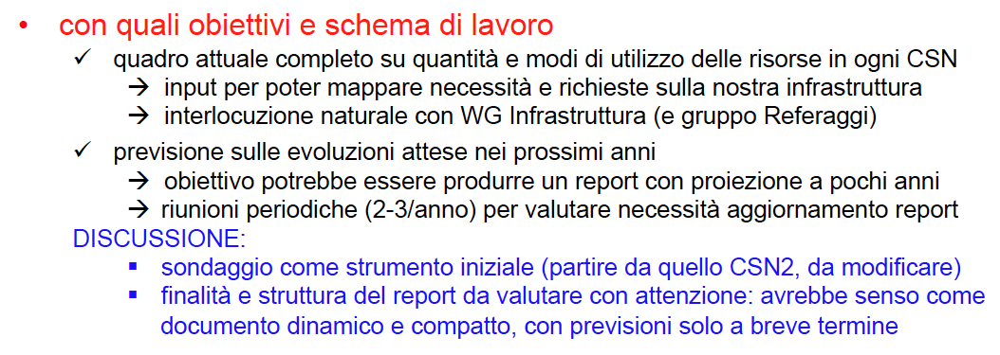 • con quali obiettivi e schema di lavoro
✓ quadro attuale completo su quantità e modi di utilizzo delle risorse in ogni CSN
→ input per poter mappare necessità e richieste sulla nostra infrastruttura
→ interlocuzione naturale con WG Infrastruttura (e gruppo Referaggi)
✓ previsione sulle evoluzioni attese nei prossimi anni
→ obiettivo potrebbe essere produrre un report con proiezione a pochi anni
→ riunioni periodiche (2-3/anno) per valutare necessità aggiornamento report
DISCUSSIONE:
▪ sondaggio come strumento iniziale (partire da quello CSN2, da modificare)
▪ finalità e struttura del report da valutare con attenzione: avrebbe senso come
documento dinamico e compatto, con previsioni solo a breve termine